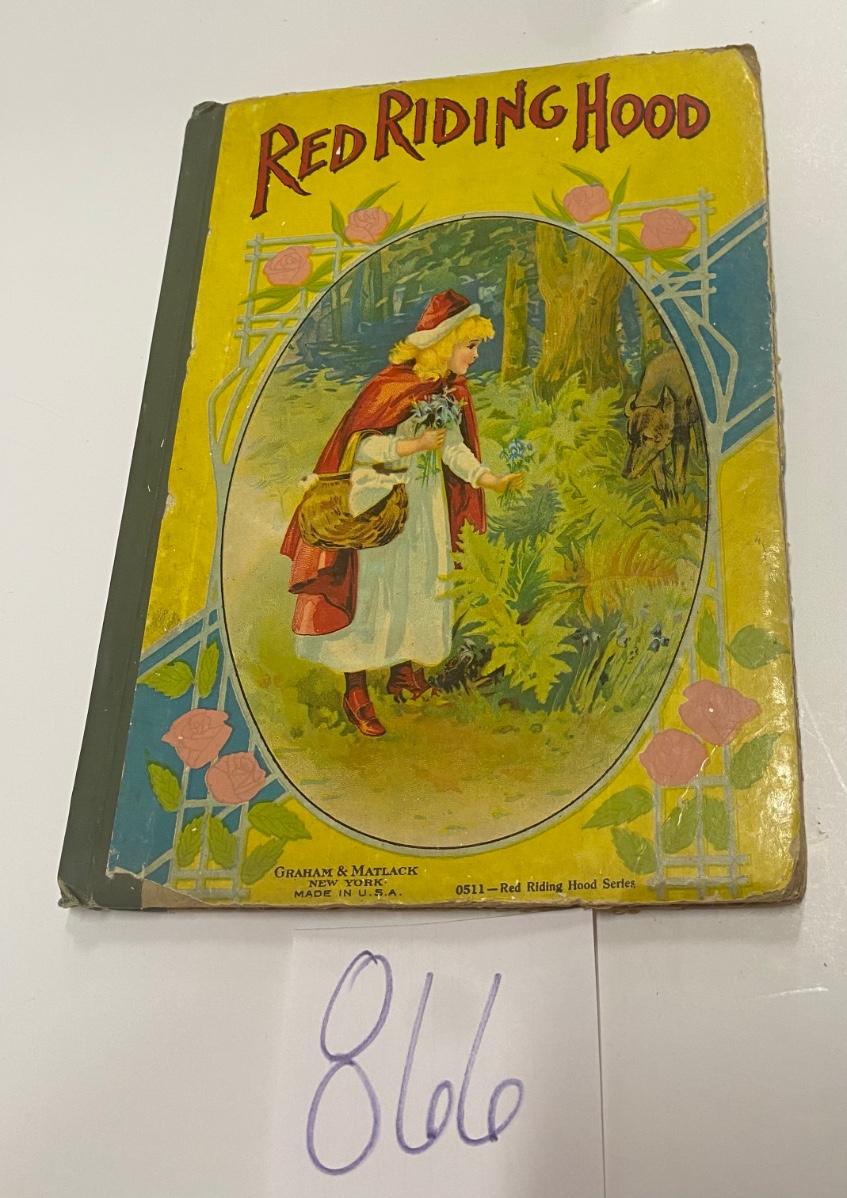 RED RIDING HOOD
GRAHAM & MATLACK
NEW YORK.
MADE IN U.S.A.
0511—Red Riding Hood Series
866